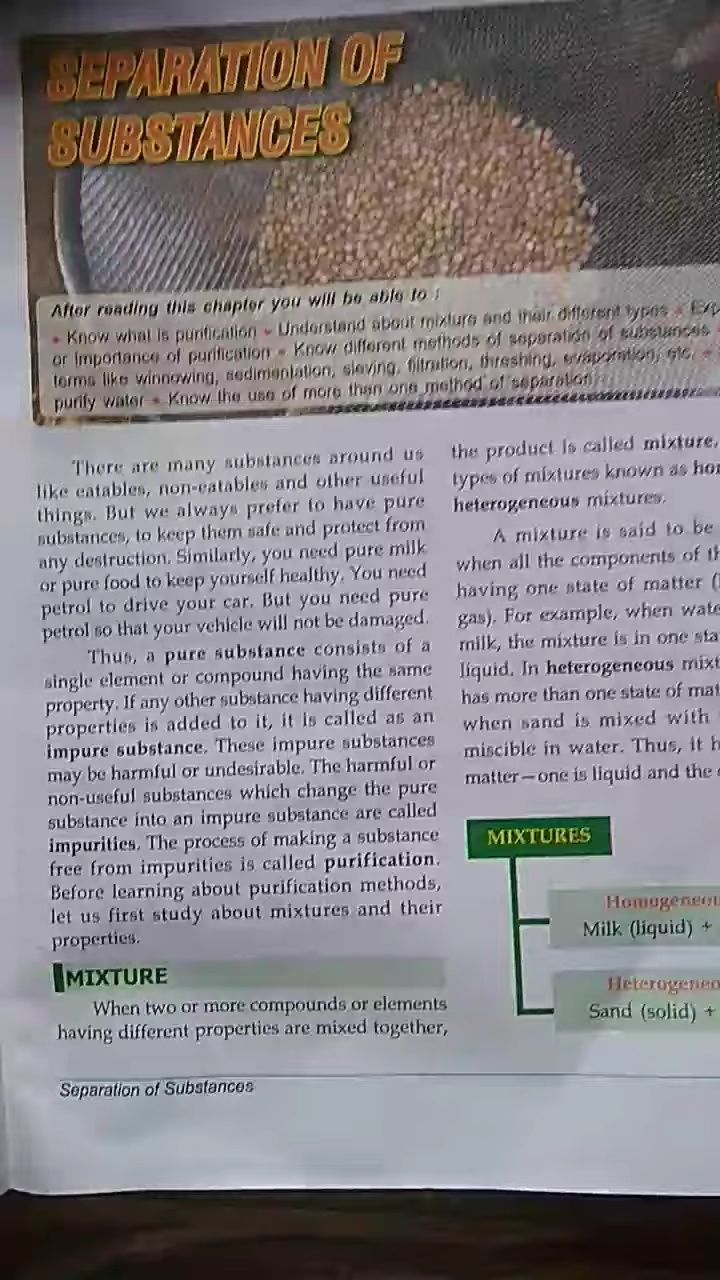 SEPARATION OF
SUBSTANCES
After reading this chapter you will be able to :
• Know what is purification • Understand about mixture and their different types •
or importance of purification • Know different methods of separation of substances
terms like winnowing, sedimentation, sieving, filtration, threshing, evaporation, etc. •
purify water • Know the use of more than one method of separation
There are many substances around us
like eatables, non-eatables and other useful
things. But we always prefer to have pure
substances, to keep them safe and protect from
any destruction. Similarly, you need pure milk
or pure food to keep yourself healthy. You need
petrol to drive your car. But you need pure
petrol so that your vehicle will not be damaged.
Thus, a pure substance consists of a
single element or compound having the same
property. If any other substance having different
properties is added to it, it is called as an
impure substance. These impure substances
may be harmful or undesirable. The harmful or
non-useful substances which change the pure
substance into an impure substance are called
impurities. The process of making a substance
free from impurities is called purification.
Before learning about purification methods,
let us first study about mixtures and their
properties.
MIXTURE
When two or more compounds or elements
having different properties are mixed together,
the product is called mixture.
types of mixtures known as
heterogeneous mixtures.
A mixture is said to be
when all the components of
having one state of matter
gas). For example, when
milk, the mixture is in one
liquid. In heterogeneous
has more than one state of
when sand is mixed with
miscible in water. Thus, it
matter—one is liquid and the
MIXTURES
Milk (liquid) +
Sand (solid) +
Separation of Substances